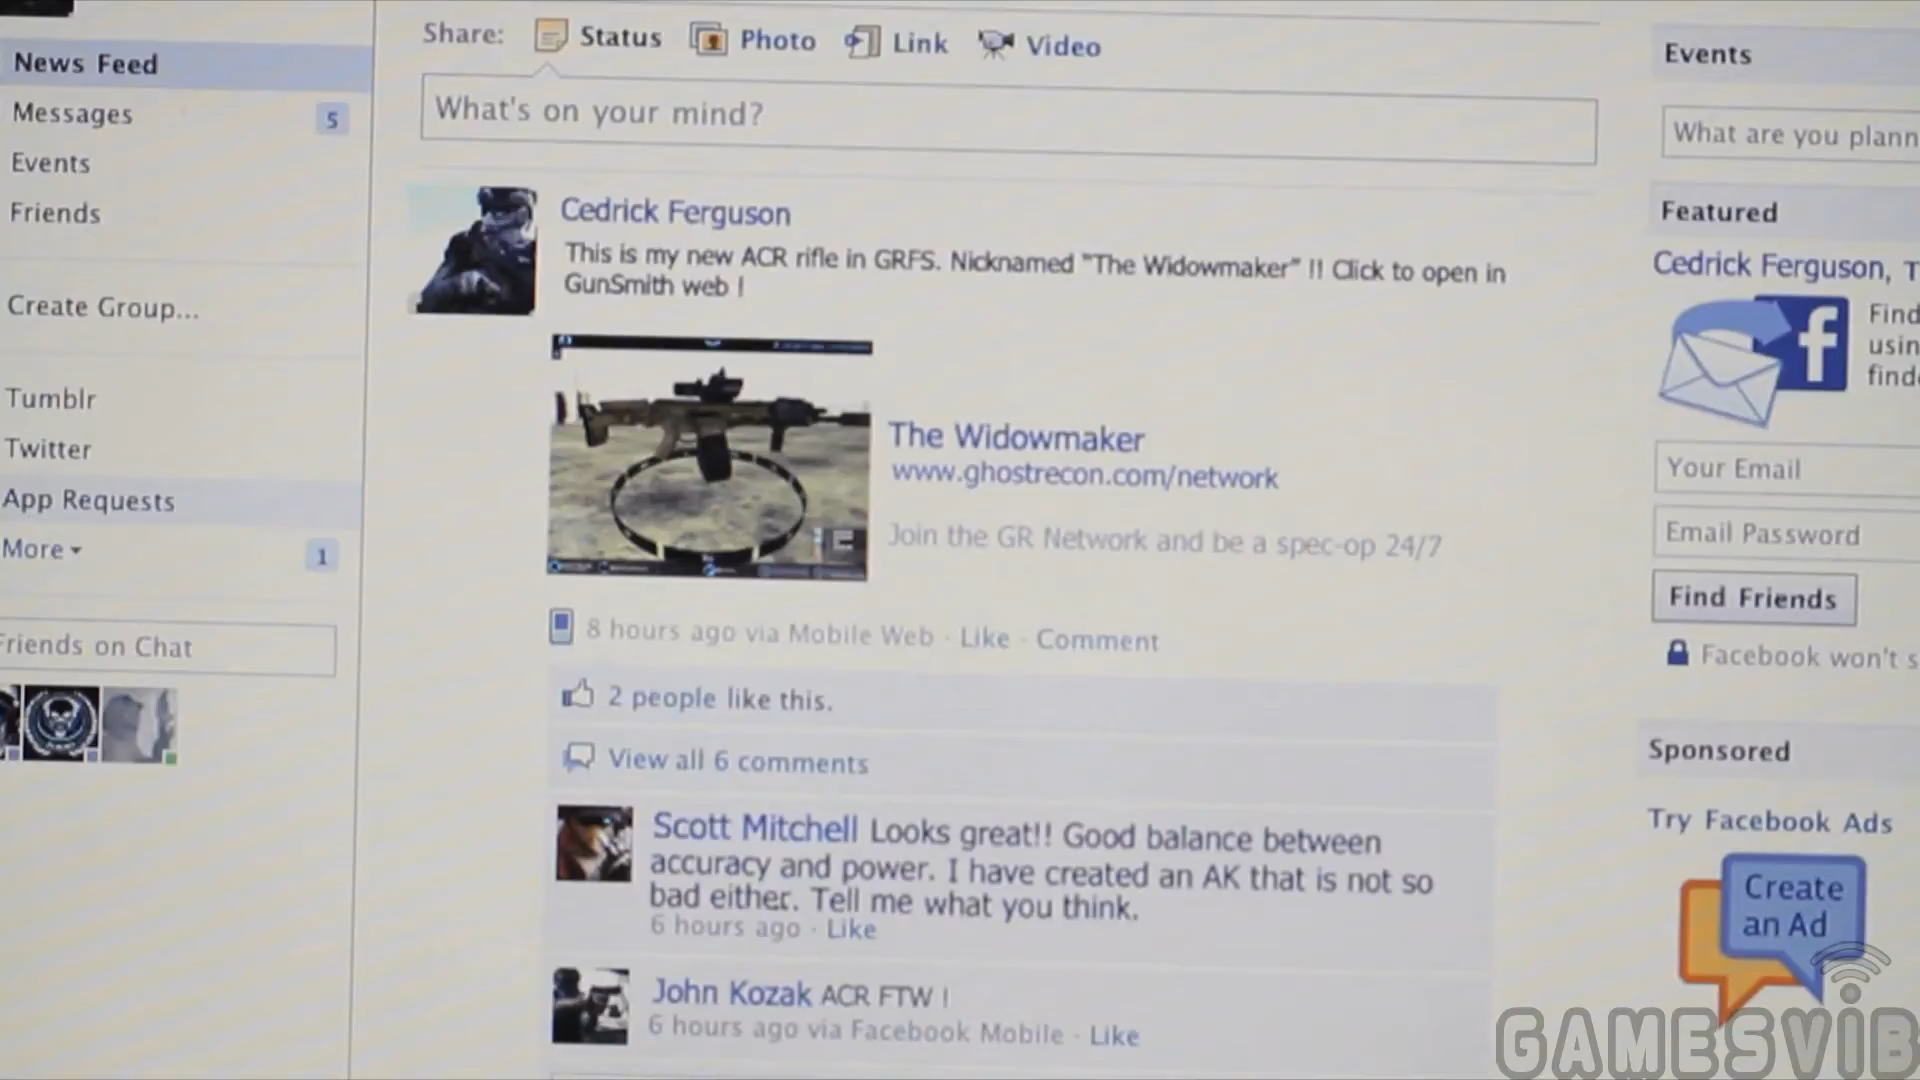 News Feed
Messages 5
Events
Friends
Create Group...
Tumblr
Twitter
App Requests
More 1
Friends on Chat
Share: Status Photo Link Video
What's on your mind?
Cedrick Ferguson
This is my new ACR rifle in GRFS. Nicknamed "The Widowmaker" !! Click to open in
GunSmith web !
The Widowmaker
www.ghostrecon.com/network
Join the GR Network and be a spec-op 24/7
8 hours ago via Mobile Web · Like · Comment
2 people like this.
View all 6 comments
Scott Mitchell Looks great!! Good balance between
accuracy and power. I have created an AK that is not so
bad either. Tell me what you think.
6 hours ago · Like
John Kozak ACR FTW !
6 hours ago via Facebook Mobile · Like
Events
What are you plann
Featured
Cedrick Ferguson, T
f
Find
usin
finde
Your Email
Email Password
Find Friends
Facebook won't s
Sponsored
Try Facebook Ads
Create
an Ad
GAMESVIB